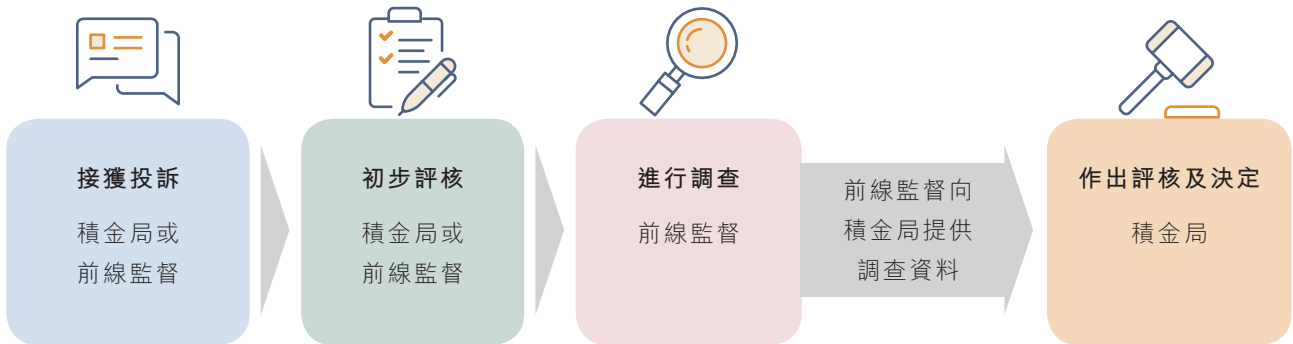 接獲投訴
積金局或
前線監督
初步評核
積金局或
前線監督
進行調查
前線監督
前線監督向
積金局提供
調查資料
作出評核及決定
積金局